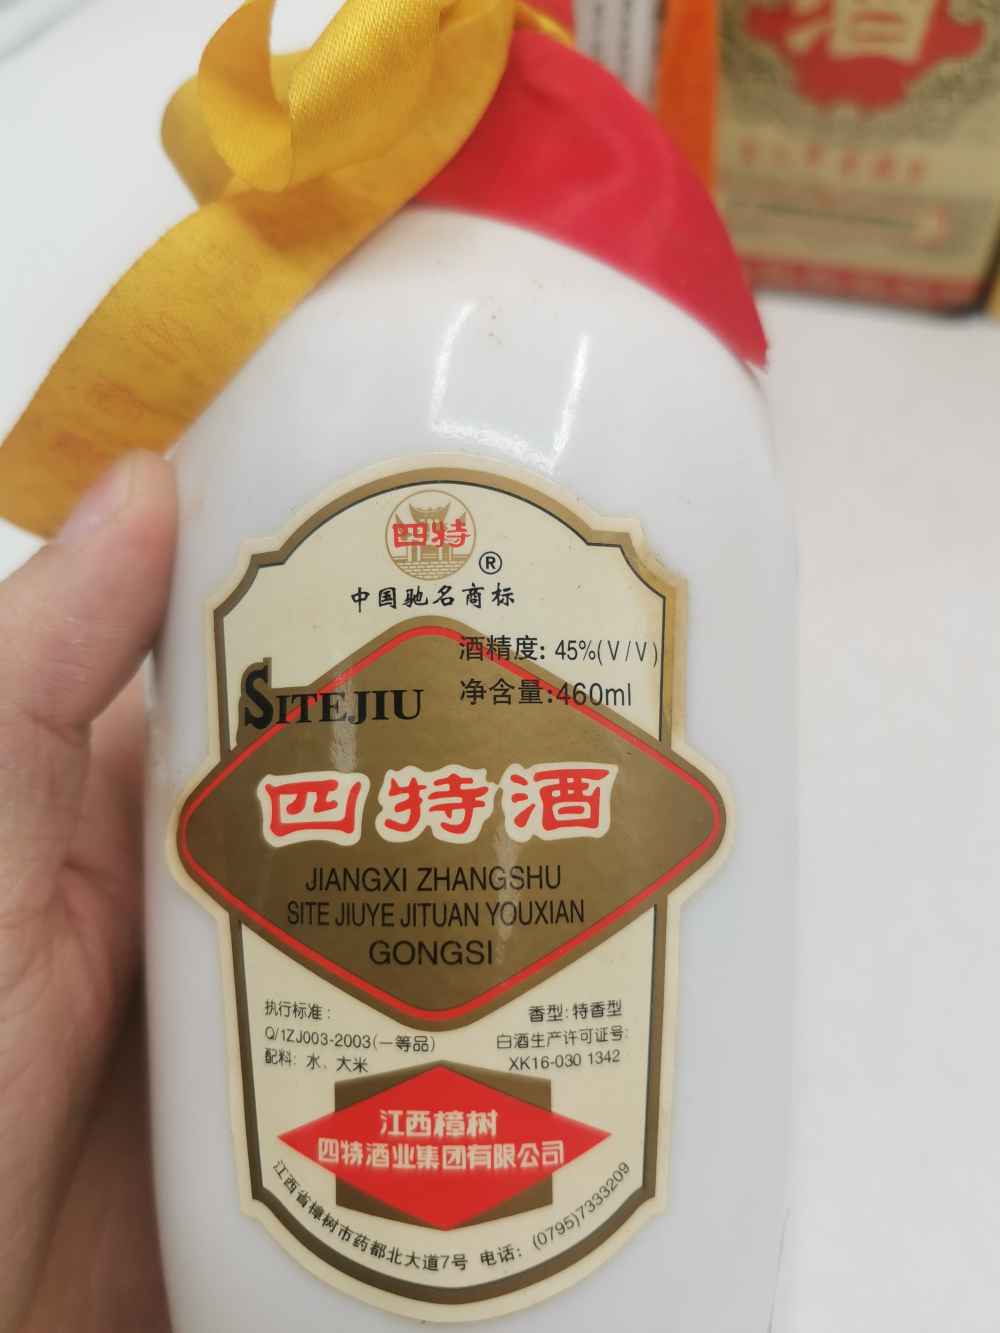 酒
四特
®
中国驰名商标
酒精度: 45%(V/V)
净含量:460ml
SITEJIU
四特酒
JIANGXI ZHANGSHU
SITE JIUYE JITUAN YOUXIAN
GONGSI
执行标准:
Q/1ZJ003-2003(一等品)
配料: 水、大米
香型: 特香型
白酒生产许可证号:
XK16-030 1342
江西樟树
四特酒业集团有限公司
江西省樟树市药都北大道7号 电话: (0795)7333209